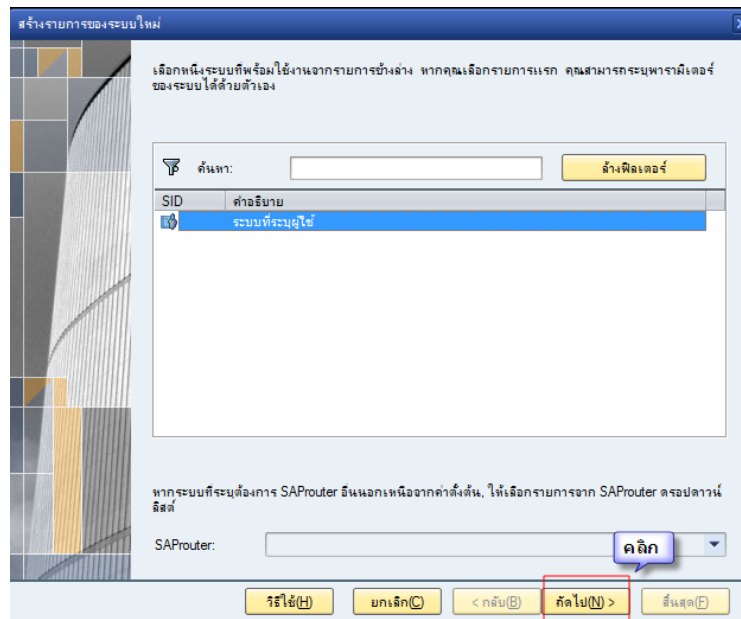 สร้างรายการของระบบใหม่
เลือกหนึ่งระบบที่พร้อมใช้งานจากรายการข้างล่าง หากคุณเลือกรายการแรก คุณสามารถระบุพารามิเตอร์
ของระบบได้ด้วยตัวเอง
ค้นหา: ล้างฟิลเตอร์
SID คำอธิบาย
ระบบที่ระบุผู้ใช้
หากระบบที่ระบุต้องการ SAProuter อื่นนอกเหนือจากค่าตั้งต้น, ให้เลือกรายการจาก SAProuter ดรอปดาวน์
ลิสต์
SAProuter:
คลิก
วิธีใช้(H) ยกเลิก(C) < กลับ(B) ถัดไป(N) > สิ้นสุด(F)